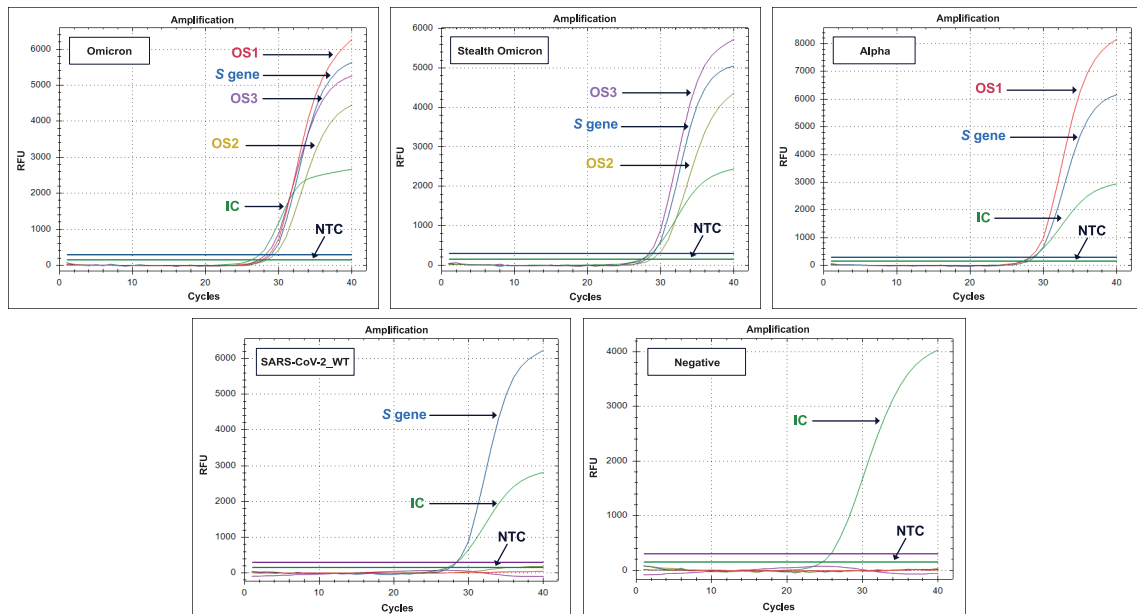 Amplification
Omicron
OS1
S gene
OS3
OS2
IC
NTC
RFU
6000
5000
4000
3000
2000
1000
0
0 10 20 30 40
Cycles
Amplification
Stealth Omicron
OS3
S gene
OS2
NTC
RFU
6000
5000
4000
3000
2000
1000
0
0 10 20 30 40
Cycles
Amplification
Alpha
OS1
S gene
IC
NTC
RFU
8000
7000
6000
5000
4000
3000
2000
1000
0
0 10 20 30 40
Cycles
Amplification
SARS-CoV-2_WT
S gene
IC
NTC
RFU
6000
5000
4000
3000
2000
1000
0
0 10 20 30 40
Cycles
Amplification
Negative
IC
NTC
RFU
4000
3000
2000
1000
0
0 10 20 30 40
Cycles